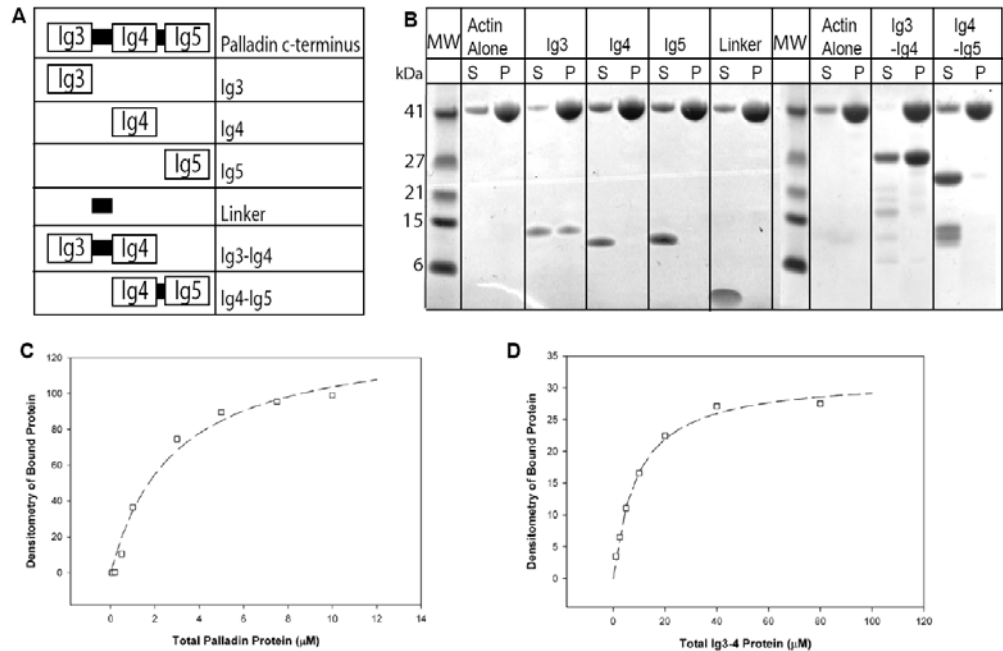 A
Ig3 Ig4 Ig5 Palladin c-terminus
Ig3 Ig3
Ig4 Ig4
Ig5 Ig5
Linker
Ig3 Ig4 Ig3-Ig4
Ig4 Ig5 Ig4-Ig5
B
MW Actin Alone Ig3 Ig4 Ig5 Linker MW Actin Alone Ig3 -Ig4 Ig4 -Ig5
kDa S P S P S P S P S P S P S P S P
41
27
21
15
6
C
Densitometry of Bound Protein
120
100
80
60
40
20
0
0 2 4 6 8 10 12 14
Total Palladin Protein (μM)
D
Densitometry of Bound Protein
35
30
25
20
15
10
5
0
0 20 40 60 80 100 120
Total Ig3-4 Protein (μM)